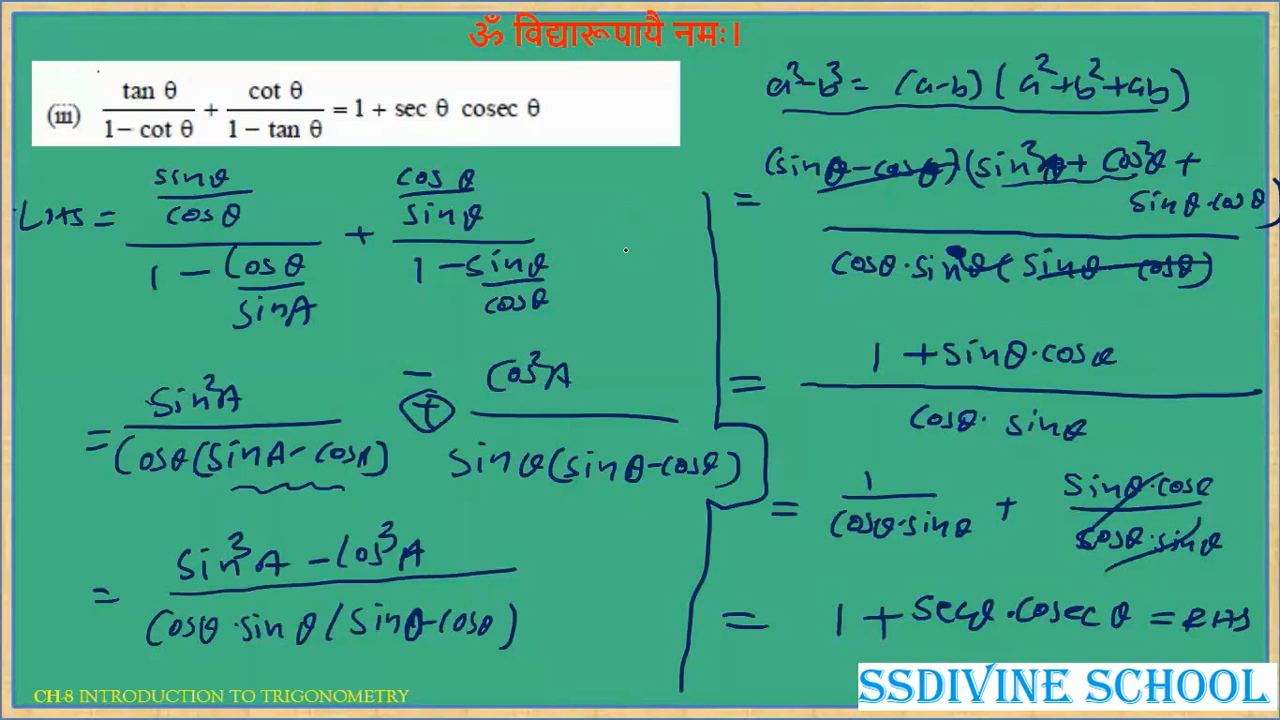 ॐ विद्यारूपायै नमः।
(iii) tan θ / 1− cot θ + cot θ / 1 − tan θ = 1 + sec θ cosec θ
LHS = sinθ/cosθ / 1 − cosθ/sinA + cosθ/sinθ / 1 − sinθ/cosθ
= sin²A / cosθ(sinA − cosA) − + cos²A / sinθ(sinθ − cosθ)
= sin³A − cos³A / cosθ·sinθ(sinθ − cosθ)
a³−b³ = (a−b)(a²+b²+ab)
= (sinθ − cosθ)(sin²θ + cos²θ +
sinθ·cosθ)
cosθ·sinθ(sinθ − cosθ)
= 1 + sinθ·cosθ / cosθ·sinθ
= 1 / cosθ·sinθ + sinθ·cosθ / cosθ·sinθ
= 1 + secθ·cosecθ = RHS
CH-8 INTRODUCTION TO TRIGONOMETRY
SSDIVINE SCHOOL